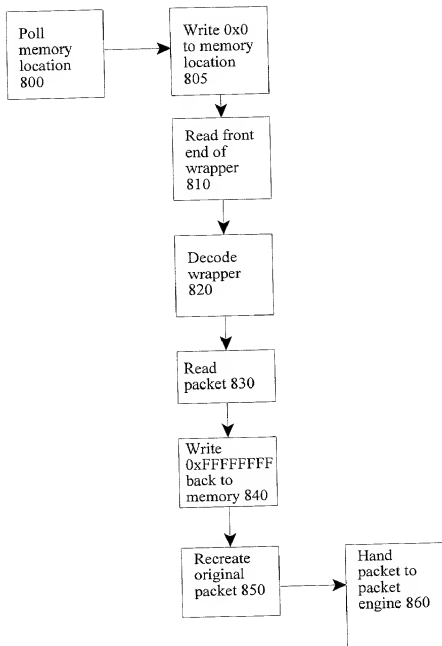 Poll
memory
location
800
Write 0x0
to memory
location
805
Read front
end of
wrapper
810
Decode
wrapper
820
Read
packet 830
Write
0xFFFFFFFF
back to
memory 840
Recreate
original
packet 850
Hand
packet to
packet
engine 860